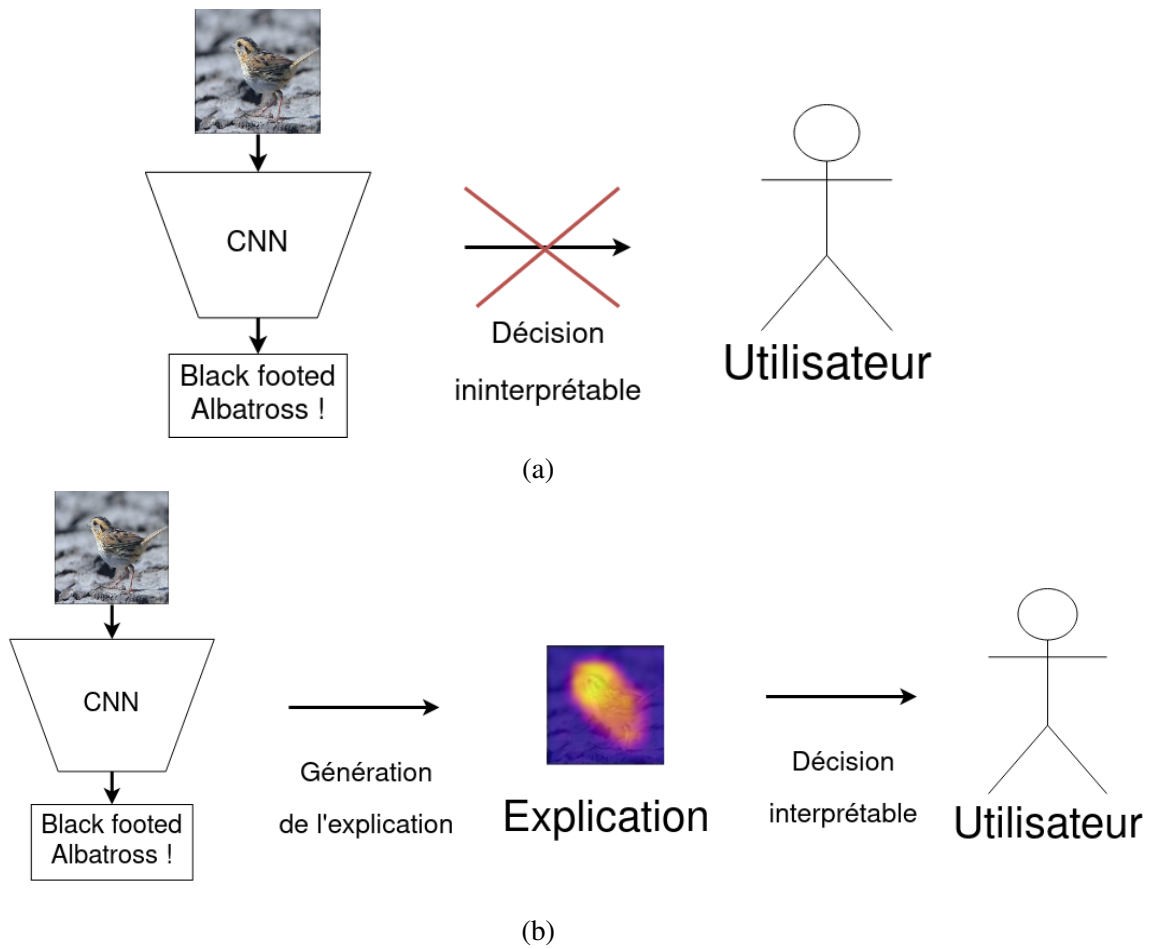 CNN
Black footed
Albatross !
Décision
ininterprétable
Utilisateur
(a)
CNN
Black footed
Albatross !
Génération
de l'explication
Explication
Décision
interprétable
Utilisateur
(b)